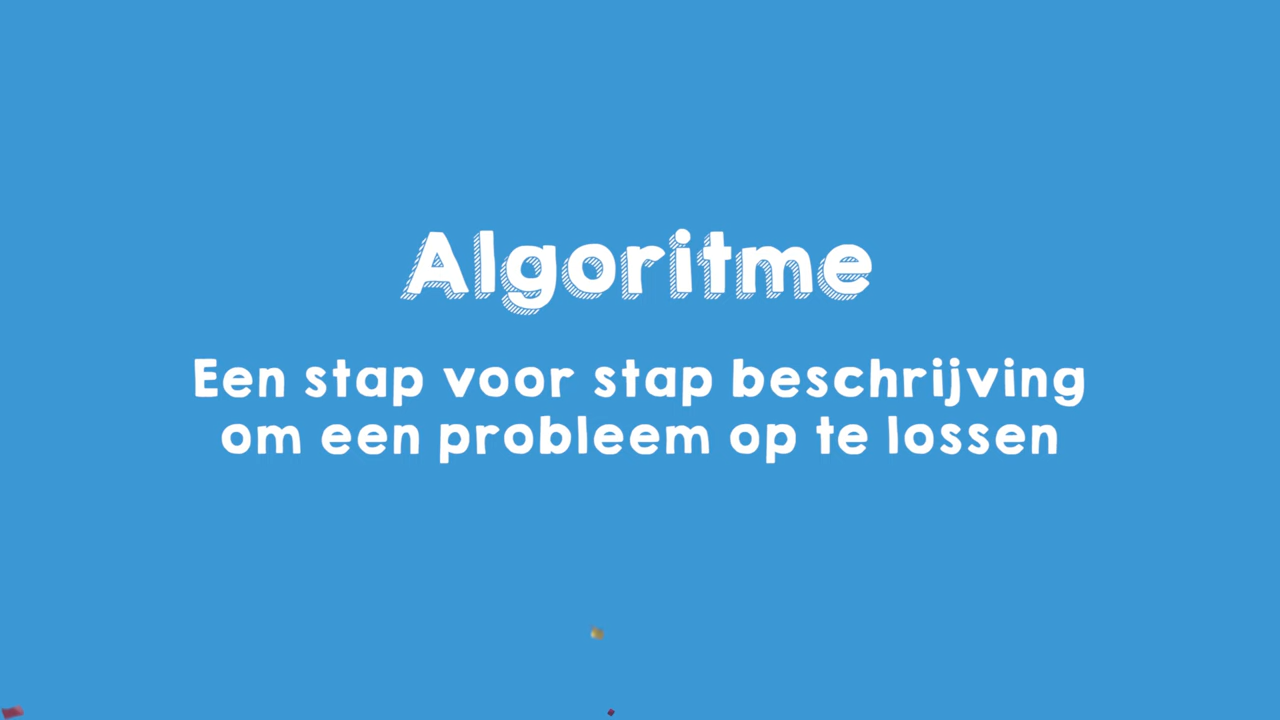 Algoritme
Een stap voor stap beschrijving
om een probleem op te lossen